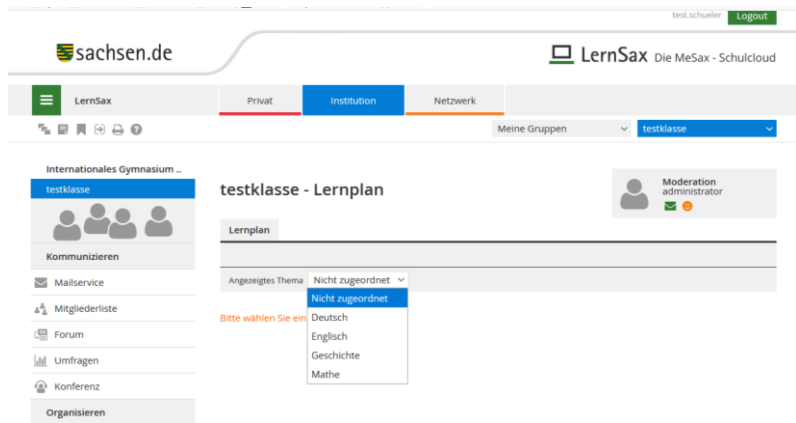 test.schueler Logout
sachsen.de
LernSax Die MeSax - Schulcloud
LernSax Privat Institution Netzwerk
Meine Gruppen testklasse
Internationales Gymnasium ..
testklasse
testklasse - Lernplan
Moderation
administrator
Lernplan
Kommunizieren
Mailservice
Angezeigtes Thema Nicht zugeordnet
Nicht zugeordnet
Mitgliederliste
Bitte wählen Sie ein
Deutsch
Forum
Englisch
Umfragen
Geschichte
Konferenz
Mathe
Organisieren